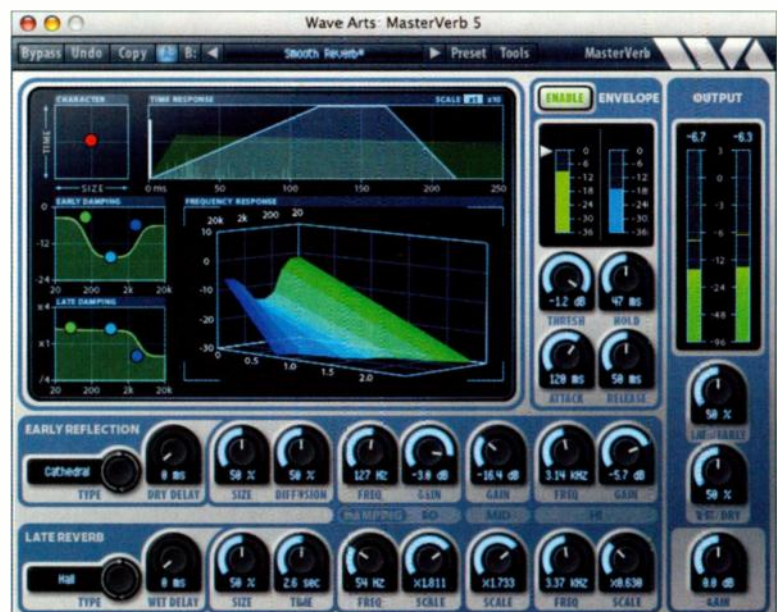 Wave Arts: MasterVerb 5
Bypass Undo Copy B: Smooth Reverb* Preset Tools MasterVerb
CHARACTER
TIME
SIZE
TIME RESPONSE SCALE x1 x10
0 ms 50 100 150 200 250
EARLY DAMPING
0
-12
-24
20 200 2k 20k
LATE DAMPING
x4
x1
/4
20 200 2k 20k
FREQUENCY RESPONSE
20k 2k 200 20
10
0
-10
-20
-30
0 0.5 1.0 1.5 2.0
ENABLE ENVELOPE
0 0
-6 -6
-12 -12
-18 -18
-24 -24
-30 -30
-36 -36
-1.2 dB 47 ms
THRESH HOLD
120 ms 50 ms
ATTACK RELEASE
OUTPUT
-6.7 -6.3
3
0
-3
-6
-12
-18
-24
-36
-48
-96
50 %
LATE/EARLY
50 %
WET/DRY
0.0 dB
GAIN
EARLY REFLECTION
Cathedral 0 ms 50 % 50 % 127 Hz -3.0 dB -16.4 dB 3.14 kHz -5.7 dB
TYPE DRY DELAY SIZE DIFFUSION FREQ GAIN GAIN FREQ GAIN
DAMPING LO MID HI
LATE REVERB
Hall 0 ms 50 % 2.6 sec 54 Hz x1.811 x1.733 3.37 kHz x0.630
TYPE WET DELAY SIZE TIME FREQ SCALE SCALE FREQ SCALE